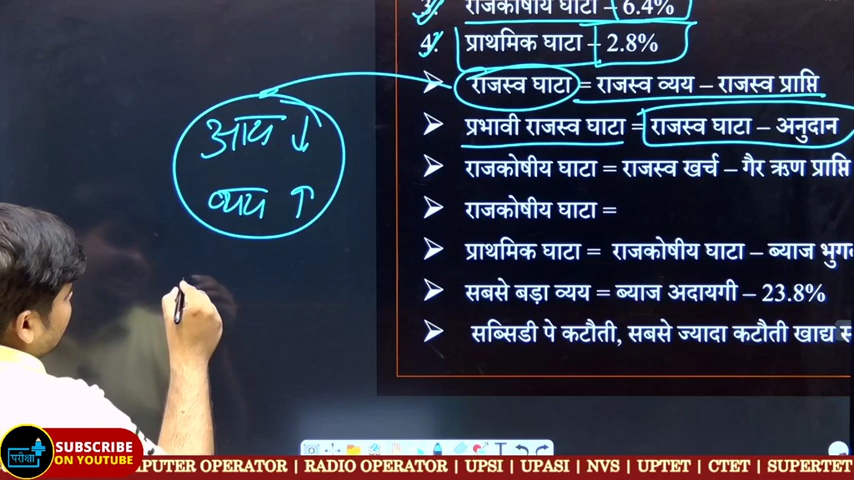 3. राजकोषीय घाटा – 6.4%
4. प्राथमिक घाटा – 2.8%
➤ राजस्व घाटा = राजस्व व्यय – राजस्व प्राप्ति
➤ प्रभावी राजस्व घाटा = राजस्व घाटा – अनुदान
➤ राजकोषीय घाटा = राजस्व खर्च – गैर ऋण प्राप्ति
➤ राजकोषीय घाटा =
➤ प्राथमिक घाटा = राजकोषीय घाटा – ब्याज
➤ सबसे बड़ा व्यय = ब्याज अदायगी – 23.8%
➤ सब्सिडी पे कटौती, सबसे ज्यादा कटौती खाद्य
आय ↓
व्यय ↑
परीक्षा
SUBSCRIBE
ON YOUTUBE
MPUTER OPERATOR | RADIO OPERATOR | UPSI | UPASI | NVS | UPTET | CTET | SUPERTET